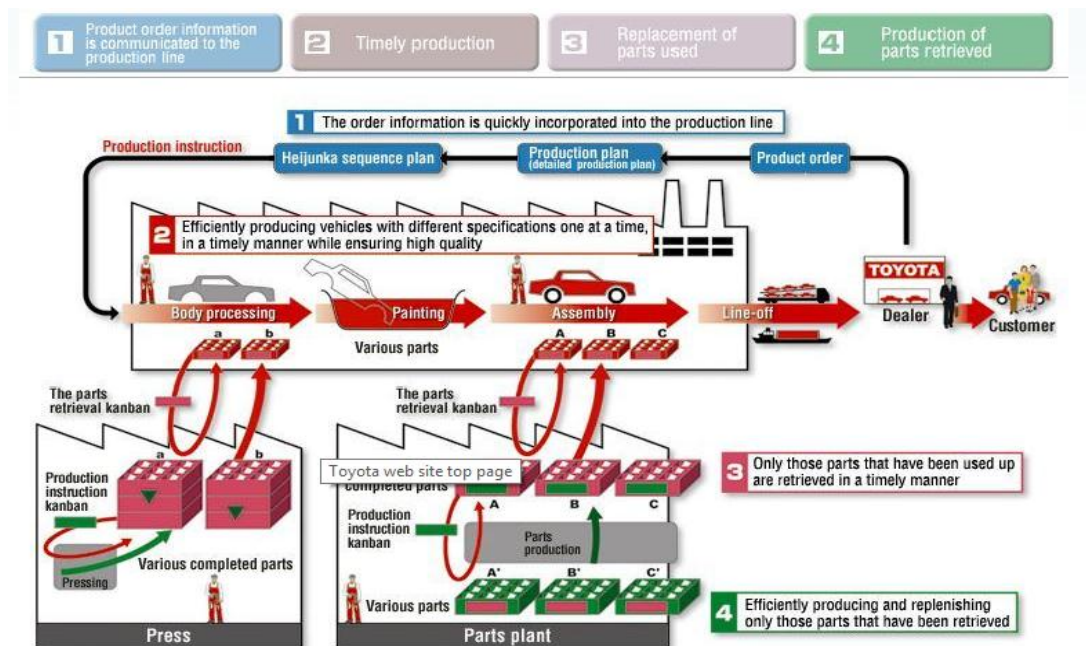 1
Product order information
is communicated to the
production line
2
Timely production
3
Replacement of
parts used
4
Production of
parts retrieved
1
The order information is quickly incorporated into the production line
Production instruction
Heijunka sequence plan
Production plan
(detailed production plan)
Product order
2
Efficiently producing vehicles with different specifications one at a time,
in a timely manner while ensuring high quality
TOYOTA
Body processing
Painting
Assembly
Line-off
Dealer
Customer
a
b
Various parts
A
B
C
The parts
retrieval kanban
The parts
retrieval kanban
a
b
Production
instruction
kanban
Pressing
Various completed parts
Press
Toyota web site top page
completed parts
A
B
C
Production
instruction
kanban
Parts
production
A'
B'
C'
Various parts
Parts plant
3
Only those parts that have been used up
are retrieved in a timely manner
4
Efficiently producing and replenishing
only those parts that have been retrieved